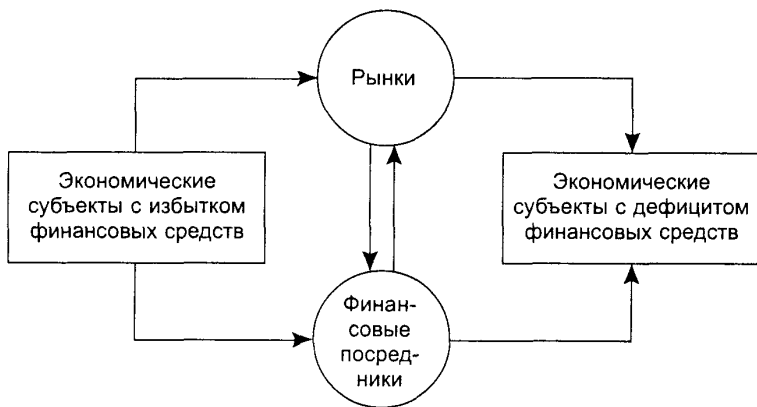 Рынки
Экономические
субъекты с избытком
финансовых средств
Экономические
субъекты с дефицитом
финансовых средств
Финан-
совые
посред-
ники